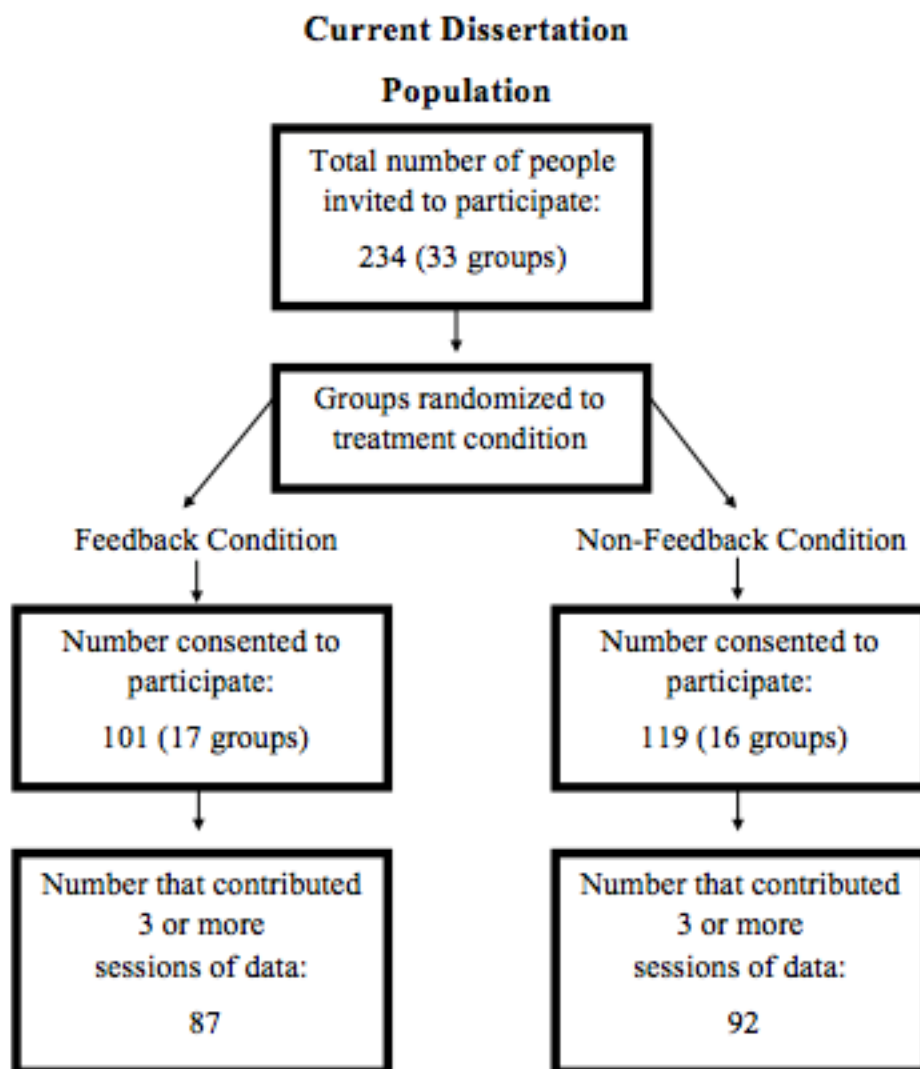 Current Dissertation
Population
Total number of people
invited to participate:
234 (33 groups)
Groups randomized to
treatment condition
Feedback Condition
Non-Feedback Condition
Number consented to
participate:
101 (17 groups)
Number consented to
participate:
119 (16 groups)
Number that contributed
3 or more
sessions of data:
87
Number that contributed
3 or more
sessions of data:
92